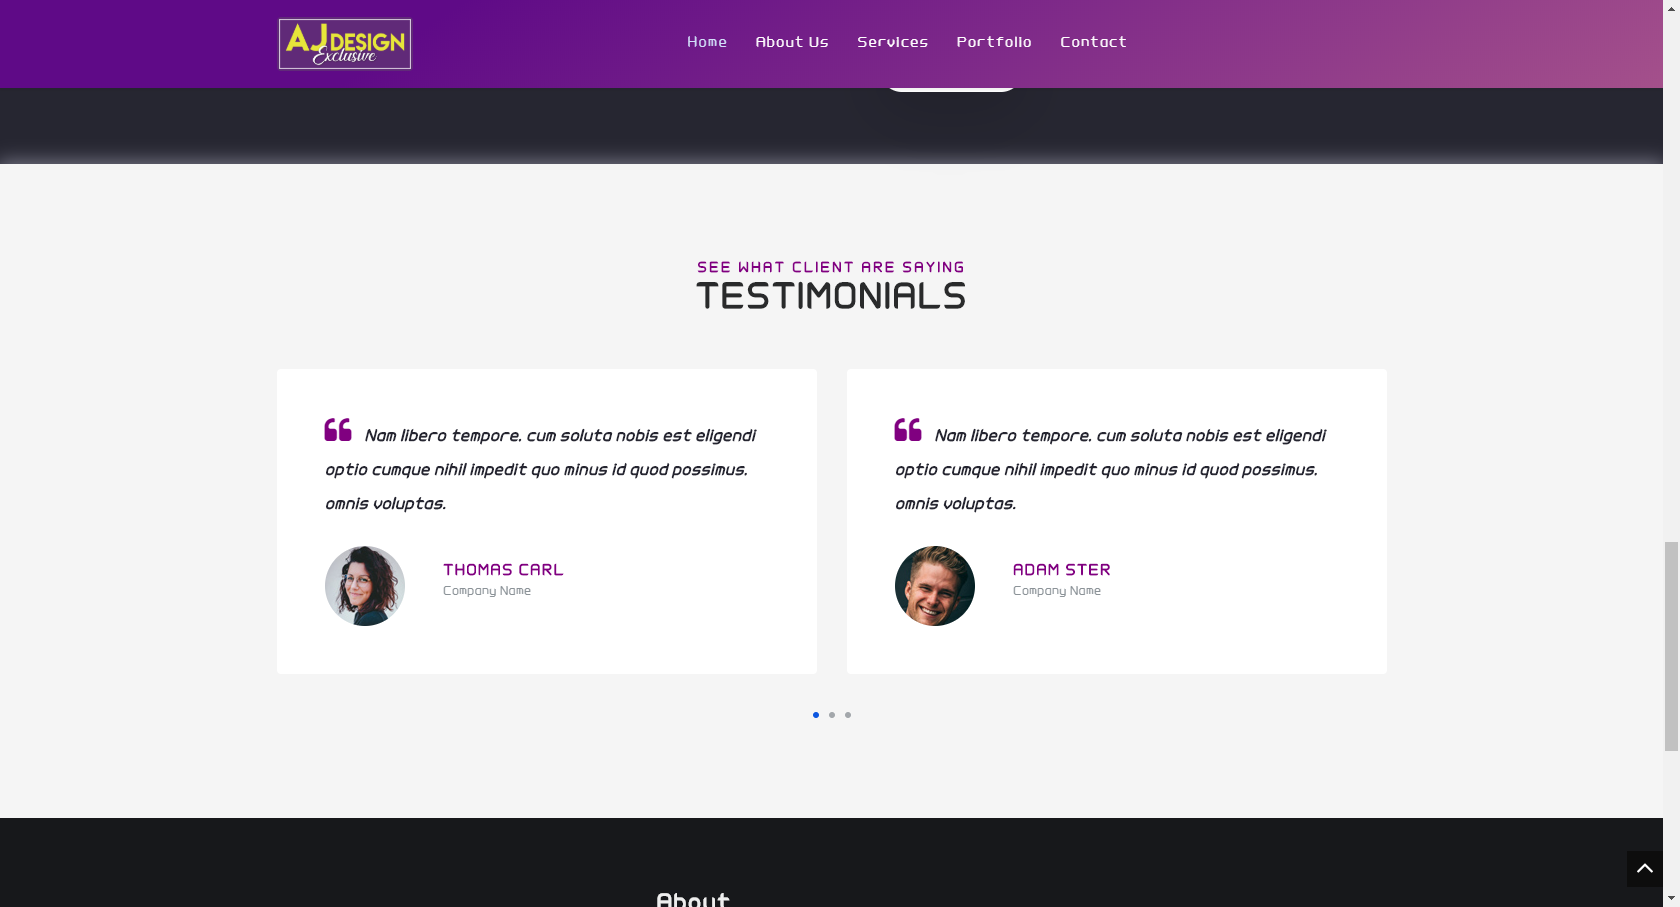 AJ DESIGN
Exclusive
Home About Us Services Portfolio Contact
SEE WHAT CLIENT ARE SAYING
TESTIMONIALS
Nam libero tempore, cum soluta nobis est eligendi
optio cumque nihil impedit quo minus id quod possimus,
omnis voluptas.
THOMAS CARL
Company Name
Nam libero tempore, cum soluta nobis est eligendi
optio cumque nihil impedit quo minus id quod possimus,
omnis voluptas.
ADAM STER
Company Name
About